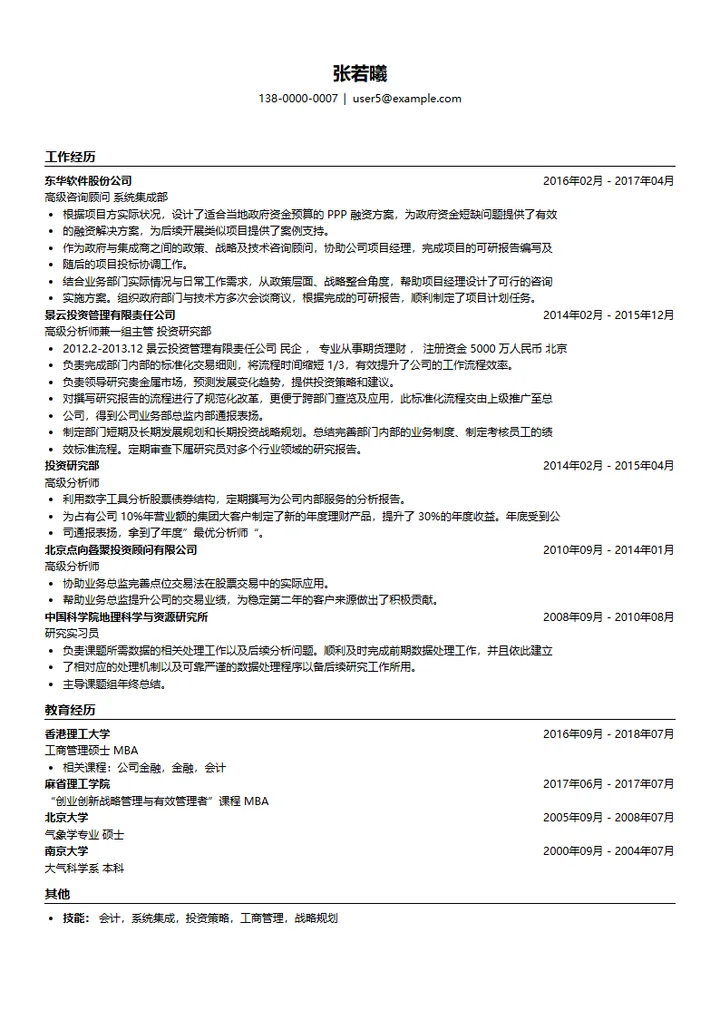 张若曦
138-0000-0007 | user5@example.com
工作经历
东华软件股份公司 2016年02月 - 2017年04月
高级咨询顾问 系统集成部
• 根据项目方实际状况，设计了适合当地政府资金预算的 PPP 融资方案，为政府资金短缺问题提供了有效
• 的融资解决方案，为后续开展类似项目提供了案例支持。
• 作为政府与集成商之间的政策、战略及技术咨询顾问，协助公司项目经理，完成项目的可研报告编写及
• 随后的项目投标协调工作。
• 结合业务部门实际情况与日常工作需求，从政策层面、战略整合角度，帮助项目经理设计了可行的咨询
• 实施方案。组织政府部门与技术方多次会谈商议，根据完成的可研报告，顺利制定了项目计划任务。
景云投资管理有限责任公司 2014年02月 - 2015年12月
高级分析师兼一组主管 投资研究部
• 2012.2-2013.12 景云投资管理有限责任公司 民企 ， 专业从事期货理财 ， 注册资金 5000 万人民币 北京
• 负责完成部门内部的标准化交易细则，将流程时间缩短 1/3，有效提升了公司的工作流程效率。
• 负责领导研究贵金属市场，预测发展变化趋势，提供投资策略和建议。
• 对撰写研究报告的流程进行了规范化改革，更便于跨部门查览及应用，此标准化流程交由上级推广至总
• 公司，得到公司业务部总监内部通报表扬。
• 制定部门短期及长期发展规划和长期投资战略规划。总结完善部门内部的业务制度、制定考核员工的绩
• 效标准流程。定期审查下属研究员对多个行业领域的研究报告。
投资研究部 2014年02月 - 2015年04月
高级分析师
• 利用数字工具分析股票债券结构，定期撰写为公司内部服务的分析报告。
• 为占有公司 10%年营业额的集团大客户制定了新的年度理财产品，提升了 30%的年度收益。年底受到公
• 司通报表扬，拿到了年度”最优分析师“。
北京点向叠聚投资顾问有限公司 2010年09月 - 2014年01月
高级分析师
• 协助业务总监完善点位交易法在股票交易中的实际应用。
• 帮助业务总监提升公司的交易业绩，为稳定第二年的客户来源做出了积极贡献。
中国科学院地理科学与资源研究所 2008年09月 - 2010年08月
研究实习员
• 负责课题所需数据的相关处理工作以及后续分析问题。顺利及时完成前期数据处理工作，并且依此建立
• 了相对应的处理机制以及可靠严谨的数据处理程序以备后续研究工作所用。
• 主导课题组年终总结。
教育经历
香港理工大学 2016年09月 - 2018年07月
工商管理硕士 MBA
• 相关课程：公司金融，金融，会计
麻省理工学院 2017年06月 - 2017年07月
“创业创新战略管理与有效管理者”课程 MBA
北京大学 2005年09月 - 2008年07月
气象学专业 硕士
南京大学 2000年09月 - 2004年07月
大气科学系 本科
其他
• 技能： 会计，系统集成，投资策略，工商管理，战略规划